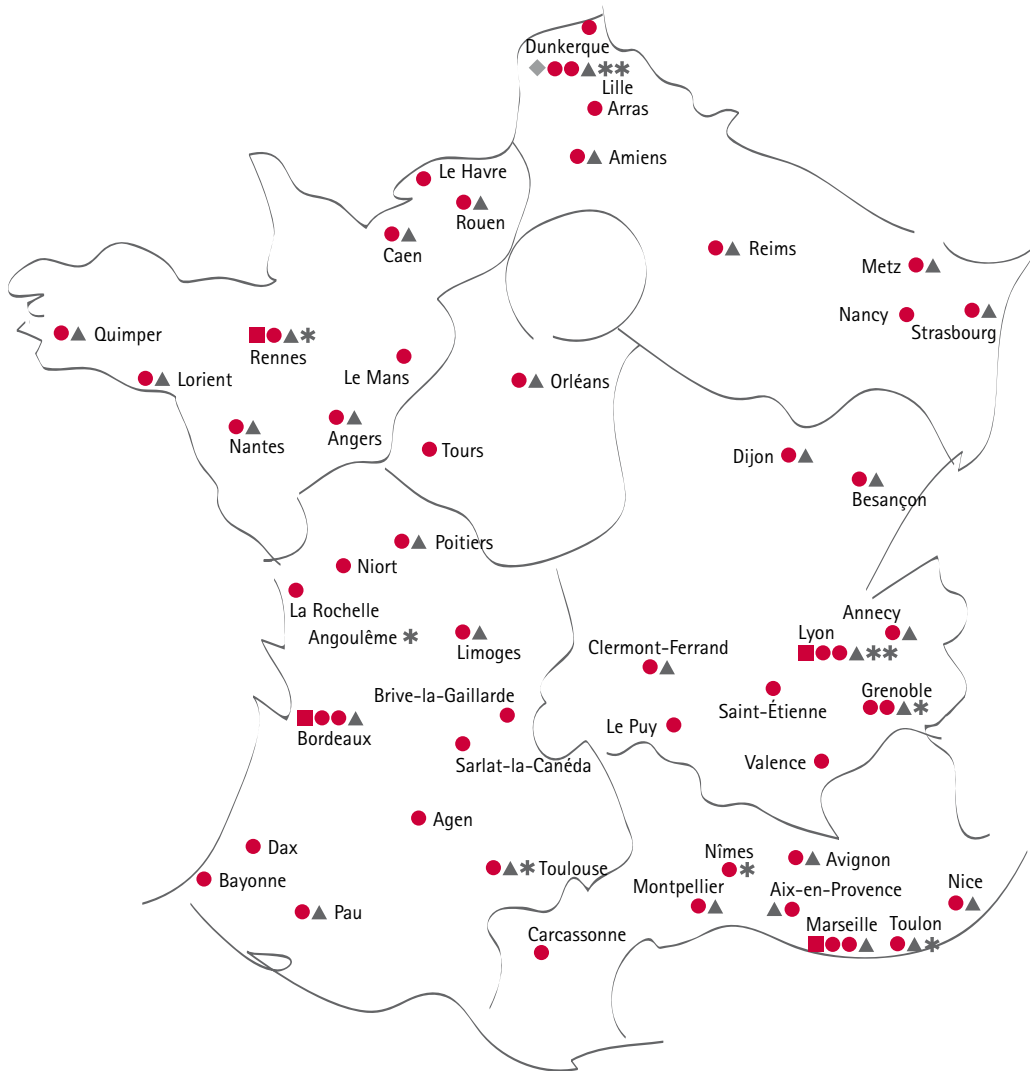 Dunkerque
Lille
Arras
Amiens
Le Havre
Rouen
Caen
Reims
Metz
Nancy
Strasbourg
Quimper
Rennes
Le Mans
Lorient
Orléans
Nantes
Angers
Tours
Dijon
Besançon
Poitiers
Niort
La Rochelle
Angoulême
Limoges
Annecy
Lyon
Clermont-Ferrand
Grenoble
Saint-Étienne
Brive-la-Gaillarde
Bordeaux
Le Puy
Sarlat-la-Canéda
Valence
Agen
Dax
Bayonne
Toulouse
Nîmes
Avignon
Montpellier
Aix-en-Provence
Nice
Pau
Marseille
Toulon
Carcassonne